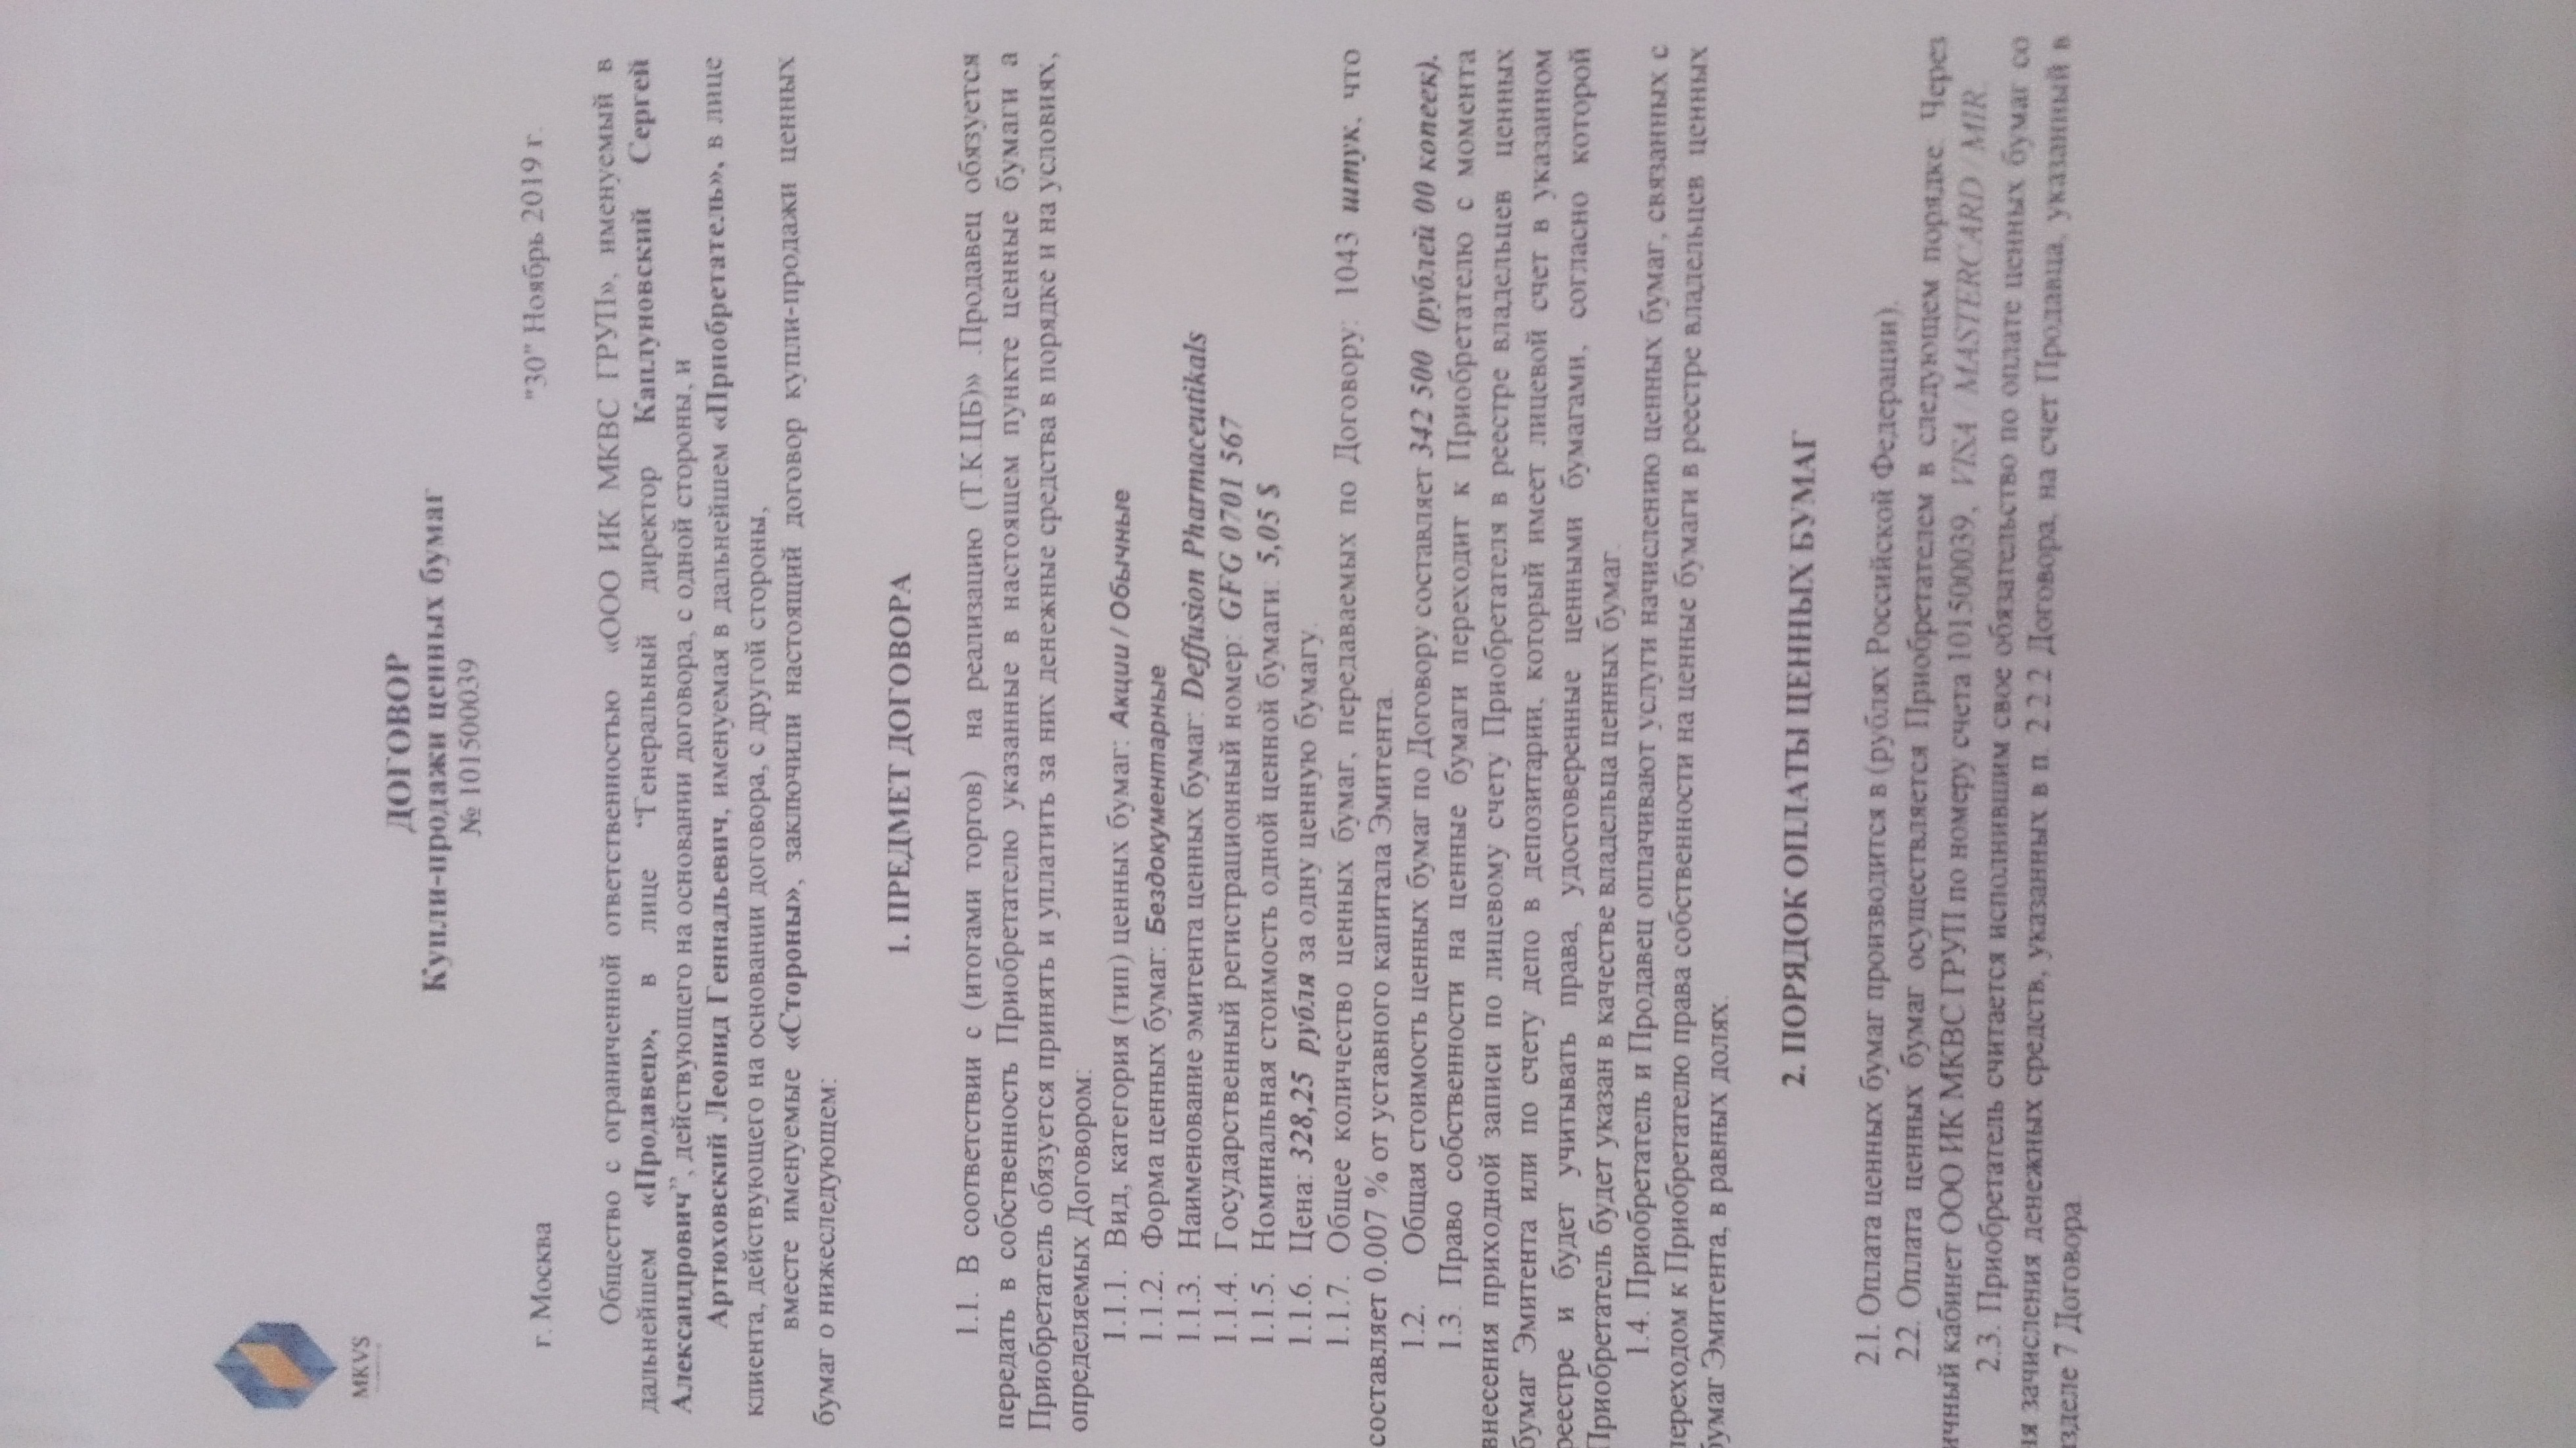 MKVS
ДОГОВОР
Купли-продажи ценных бумаг
№ 1015000039
г. Москва "30" Ноябрь 2019 г.
Общество с ограниченной ответственностью «ООО ИК МКВС ГРУП», именуемый в
дальнейшем «Продавец», в лице "Генеральный директор Каплуновский Сергей
Александрович", действующего на основании договора, с одной стороны, и
Артюховский Леонид Геннадьевич, именуемая в дальнейшем «Приобретатель», в лице
клиента, действующего на основании договора, с другой стороны,
вместе именуемые «Стороны», заключили настоящий договор купли-продажи ценных
бумаг о нижеследующем:
1. ПРЕДМЕТ ДОГОВОРА
1.1. В соответствии с (итогами торгов) на реализацию (Т.К.ЦБ)» .Продавец обязуется
передать в собственность Приобретателю указанные в настоящем пункте ценные бумаги а
Приобретатель обязуется принять и уплатить за них денежные средства в порядке и на условиях,
определяемых Договором:
1.1.1. Вид, категория (тип) ценных бумаг: Акции / Обычные
1.1.2. Форма ценных бумаг: Бездокументарные
1.1.3. Наименование эмитента ценных бумаг: Deffusion Pharmaceutikals
1.1.4. Государственный регистрационный номер: GFG 0701 567
1.1.5. Номинальная стоимость одной ценной бумаги: 5,05 $
1.1.6. Цена: 328,25 рубля за одну ценную бумагу.
1.1.7. Общее количество ценных бумаг, передаваемых по Договору: 1043 штук, что
составляет 0.007 % от уставного капитала Эмитента.
1.2. Общая стоимость ценных бумаг по Договору составляет 342 500 (рублей 00 копеек).
1.3. Право собственности на ценные бумаги переходит к Приобретателю с момента
внесения приходной записи по лицевому счету Приобретателя в реестре владельцев ценных
бумаг Эмитента или по счету депо в депозитарии, который имеет лицевой счет в указанном
реестре и будет учитывать права, удостоверенные ценными бумагами, согласно которой
Приобретатель будет указан в качестве владельца ценных бумаг.
1.4. Приобретатель и Продавец оплачивают услуги начислению ценных бумаг, связанных с
переходом к Приобретателю права собственности на ценные бумаги в реестре владельцев ценных
бумаг Эмитента, в равных долях.
2. ПОРЯДОК ОПЛАТЫ ЦЕННЫХ БУМАГ
2.1. Оплата ценных бумаг производится в (рублях Российской Федерации).
2.2. Оплата ценных бумаг осуществляется Приобретателем в следующем порядке. Через
ичный кабинет ООО ИК МКВС ГРУП по номеру счета 1015000039, VISA / MASTERCARD / MIR.
2.3. Приобретатель считается исполнившим свое обязательство по оплате ценных бумаг со
ня зачисления денежных средств, указанных в п. 2.2.2 Договора, на счет Продавца, указанный в
азделе 7 Договора.